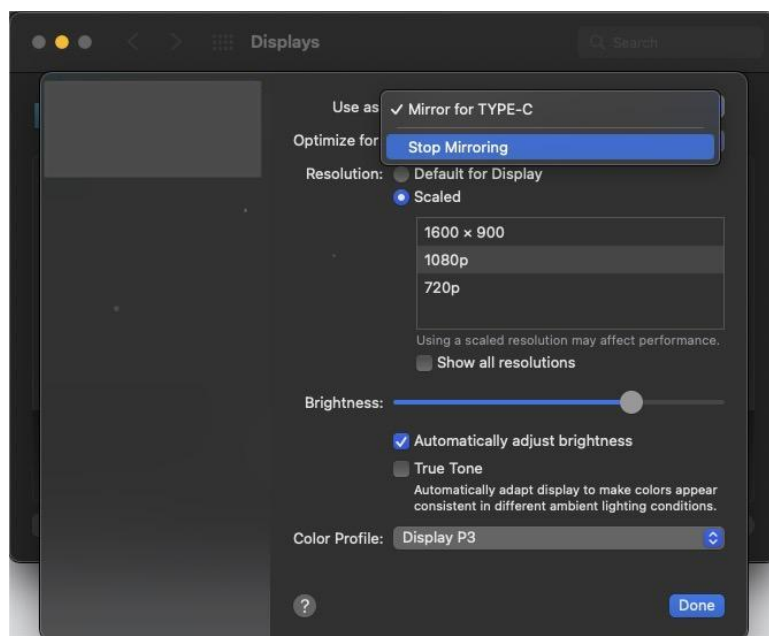 Displays
Search
Use as
✓ Mirror for TYPE-C
Optimize for
Stop Mirroring
Resolution:
Default for Display
Scaled
1600 × 900
1080p
720p
Using a scaled resolution may affect performance.
Show all resolutions
Brightness:
Automatically adjust brightness
True Tone
Automatically adapt display to make colors appear
consistent in different ambient lighting conditions.
Color Profile: Display P3
?
Done